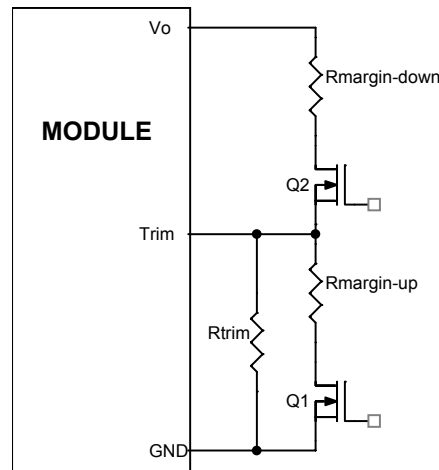 Vo
Rmargin-down
MODULE
Q2
Trim
Rmargin-up
Rtrim
Q1
GND